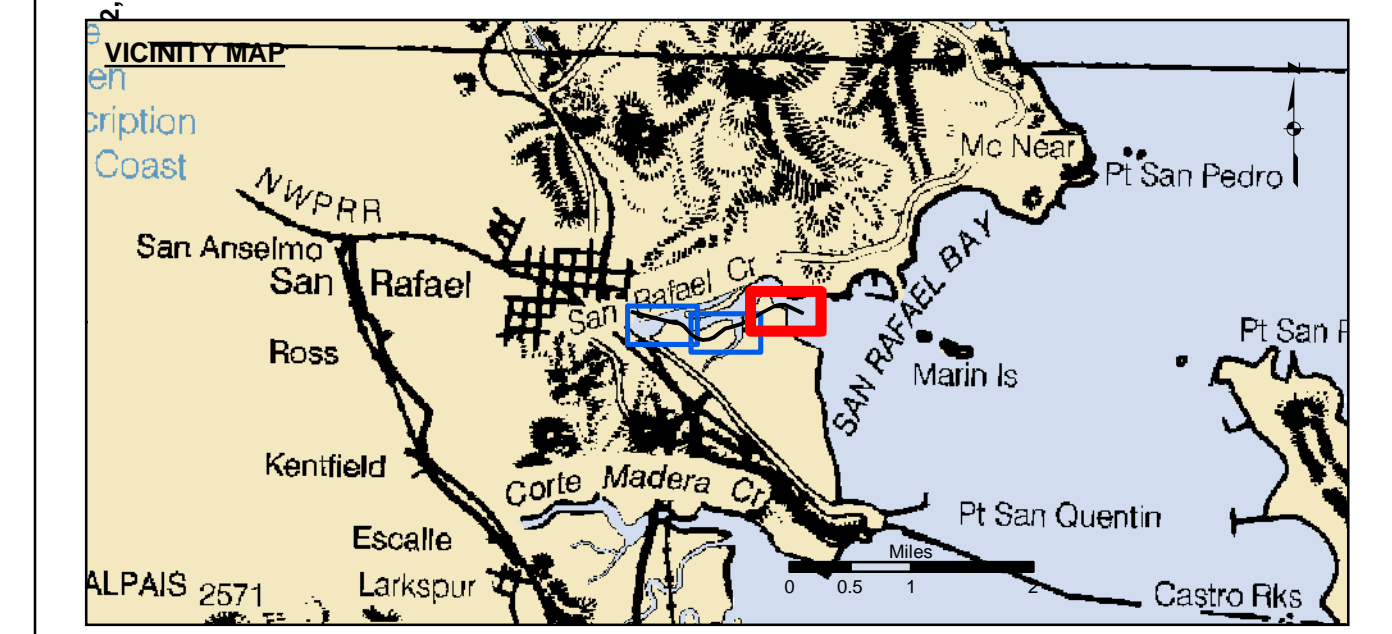 2,
e
VICINITY MAP
en
cription
Coast
Mc Near
Pt San Pedro
NWPRR
San Anselmo
San Rafael
San Rafael Cr
SAN RAFAEL BAY
Ross
Marin Is
Pt San
Kentfield
Corte Madera Cr
Pt San Quentin
Escalle
Miles
0 0.5 1 2
ALPAIS 2571
Larkspur
Castro Rks